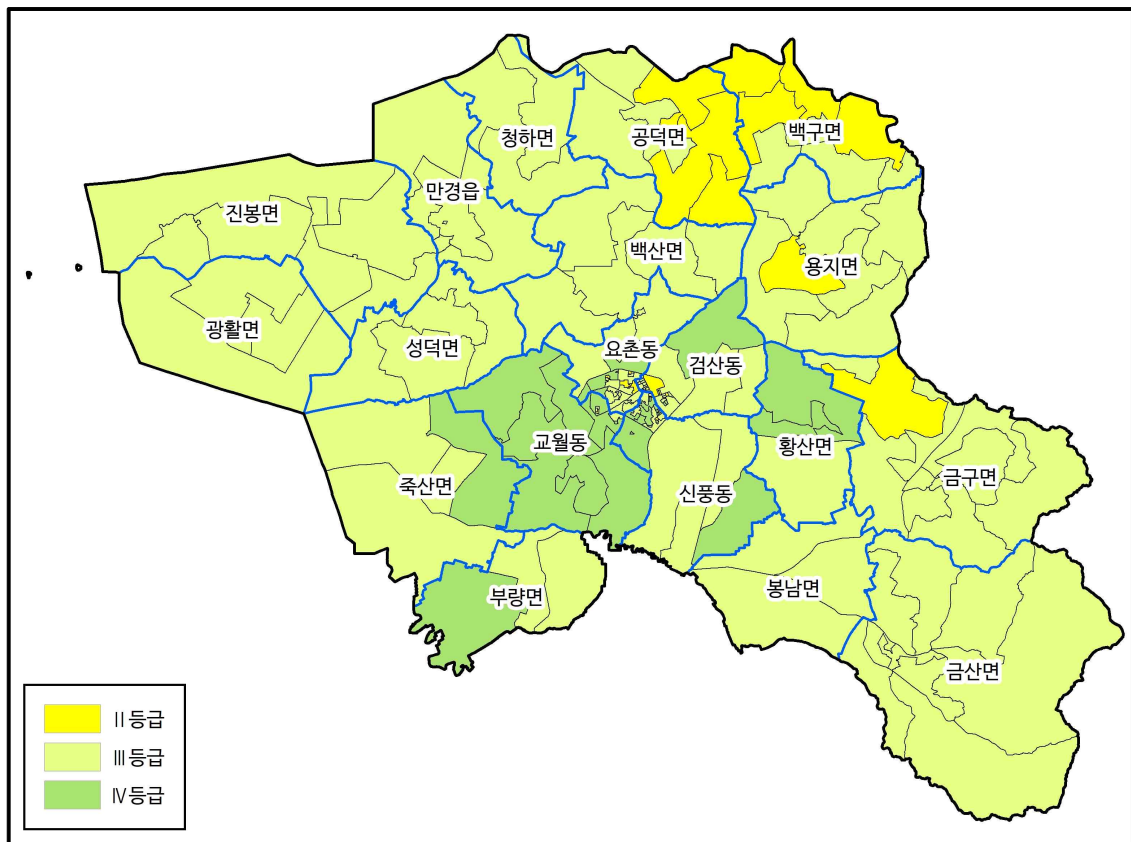 청하면
공덕면
백구면
만경읍
진봉면
백산면
용지면
광활면
성덕면
요촌동
검산동
교월동
황산면
죽산면
신풍동
금구면
부량면
봉남면
금산면
Ⅱ등급
Ⅲ등급
Ⅳ등급